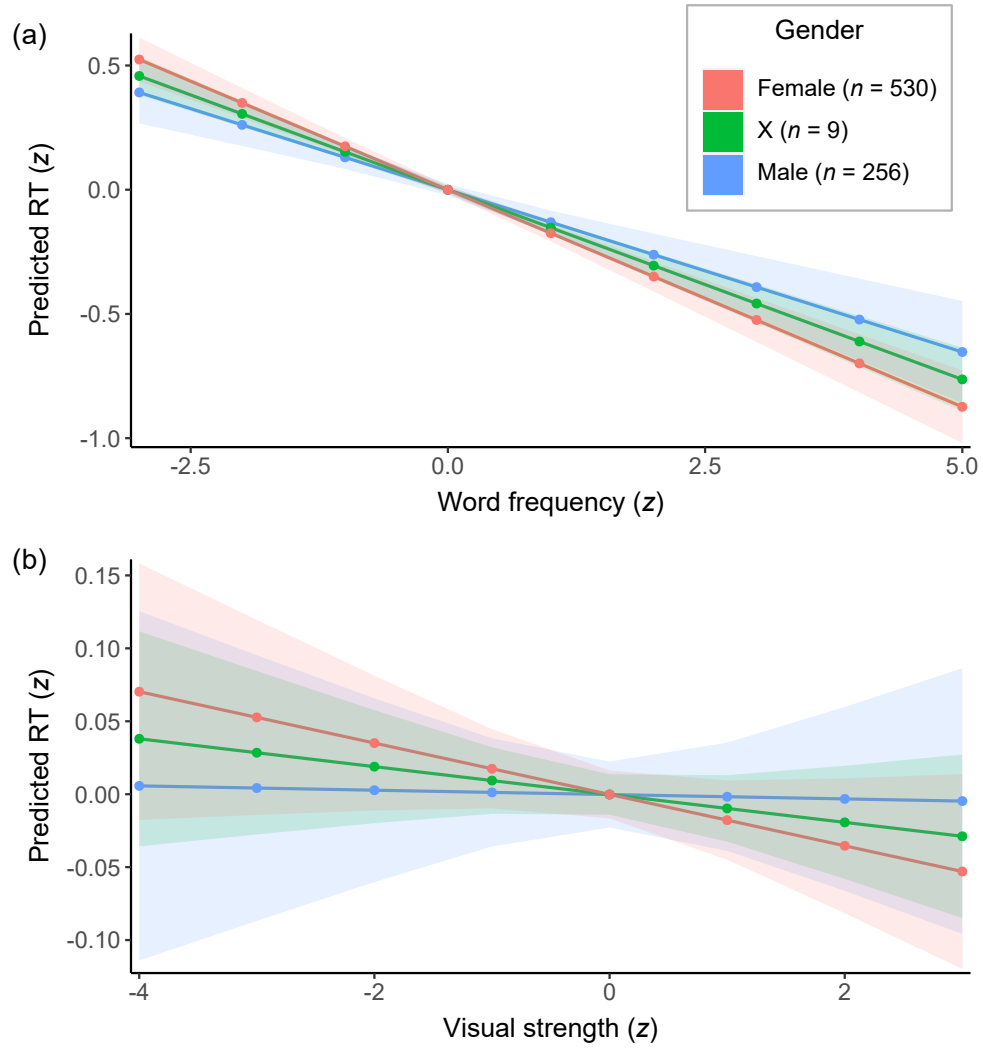 (a)
Gender
Female (n = 530)
X (n = 9)
Male (n = 256)
Predicted RT (z)
0.5
0.0
-0.5
-1.0
-2.5 0.0 2.5 5.0
Word frequency (z)
(b)
Predicted RT (z)
0.15
0.10
0.05
0.00
-0.05
-0.10
-4 -2 0 2
Visual strength (z)